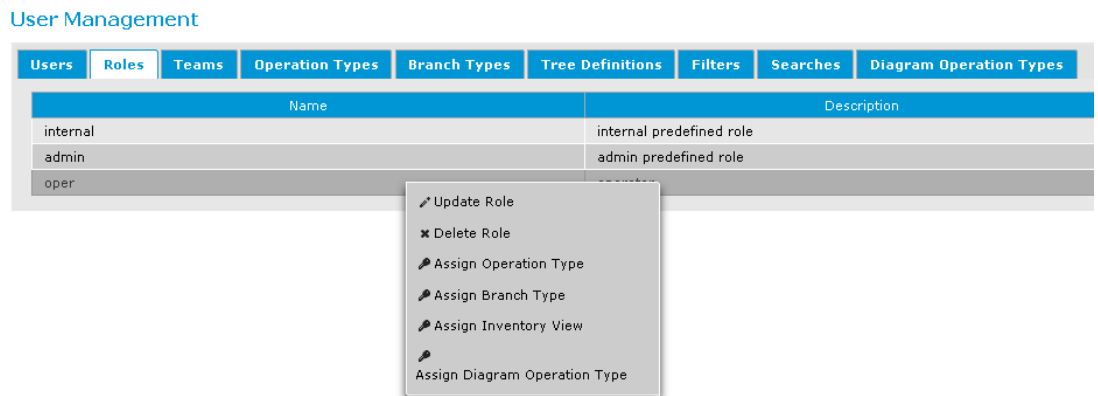 User Management
Users Roles Teams Operation Types Branch Types Tree Definitions Filters Searches Diagram Operation Types
Name Description
internal internal predefined role
admin admin predefined role
oper
Update Role
Delete Role
Assign Operation Type
Assign Branch Type
Assign Inventory View
Assign Diagram Operation Type